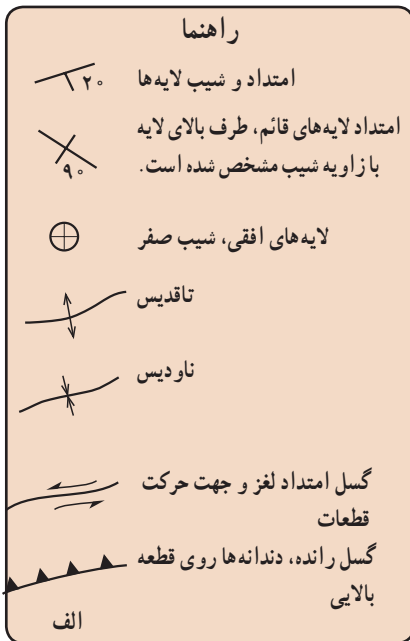 راهنما
امتداد و شیب لایه‌ها
۲۰
امتداد لایه‌های قائم، طرف بالای لایه
با زاویه شیب مشخص شده است.
۹۰
لایه‌های افقی، شیب صفر
تاقدیس
ناودیس
گسل امتداد لغز و جهت حرکت
قطعات
گسل رانده، دندانه‌ها روی قطعه
بالایی
الف